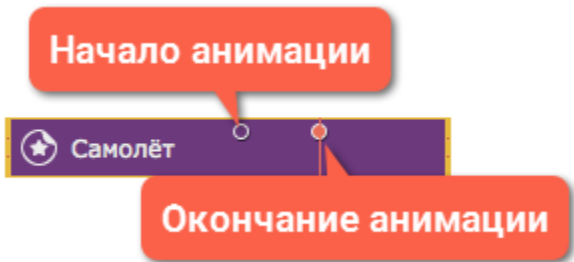 Начало анимации
Самолёт
Окончание анимации